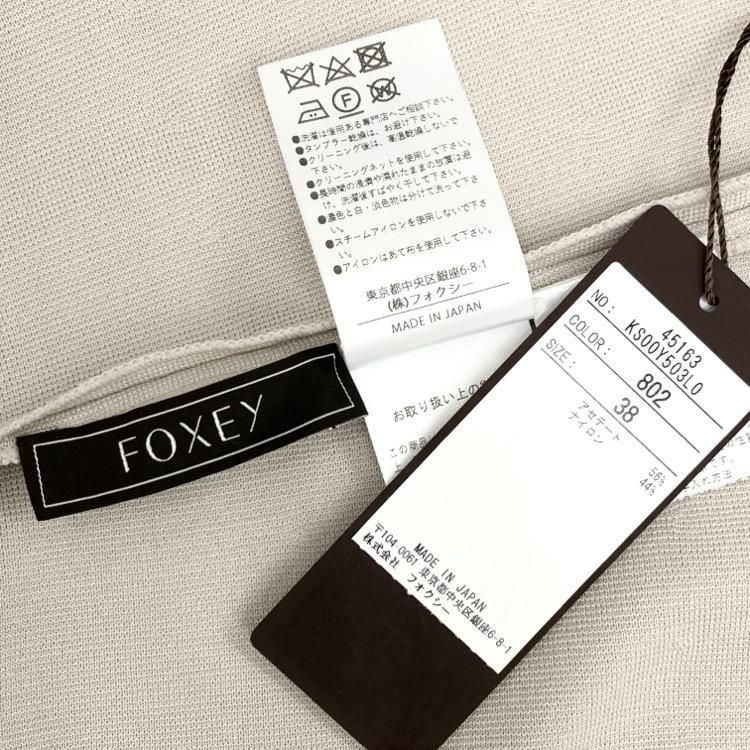 F
W
●洗濯は信用ある専門店へご相談下さい。
●タンブラー乾燥は、お避け下さい。
●クリーニング後は、高温乾燥しないで
下さい。
●クリーニングネットを使用して下さい。
●長時間の浸漬や濡れたままの放置は避
け、洗濯後すばやく干して下さい。
●濃色と白・淡色物は分けて洗って下さ
い。
●スチームアイロンを使用しないで下さ
い。
●アイロンはあて布を使用して下さい。
東京都中央区銀座6-8-1
(株)フォクシー
MADE IN JAPAN
FOXEY
お取り扱い上の
この商品
NO: 45163
KS00Y503L0
COLOR: 802
SIZE: 38
アセテート 56%
ナイロン 44%
MADE IN JAPAN
〒104-0061 東京都中央区銀座6-8-1
株式会社 フォクシー